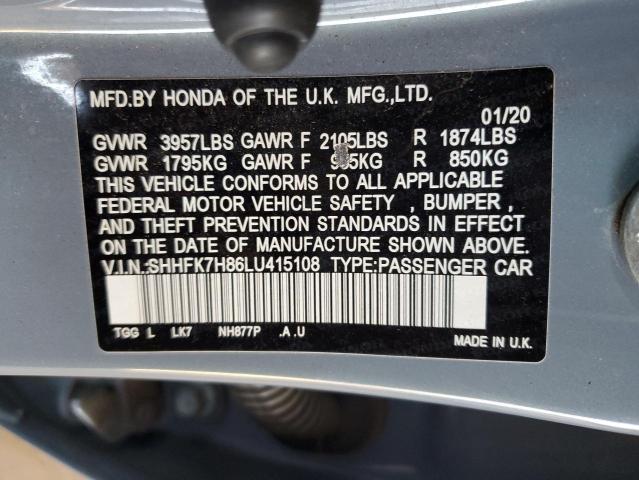 MFD.BY HONDA OF THE U.K. MFG.,LTD.
01/20
GVWR 3957LBS GAWR F 2105LBS R 1874LBS
GVWR 1795KG GAWR F R 850KG
THIS VEHICLE CONFORMS TO ALL APPLICABLE
FEDERAL MOTOR VEHICLE SAFETY , BUMPER ,
AND THEFT PREVENTION STANDARDS IN EFFECT
ON THE DATE OF MANUFACTURE SHOWN ABOVE.
V.I.N.:SHHFK7H86LU415108 TYPE:PASSENGER CAR
TGG L LK7 NH877P .A .U
MADE IN U.K.